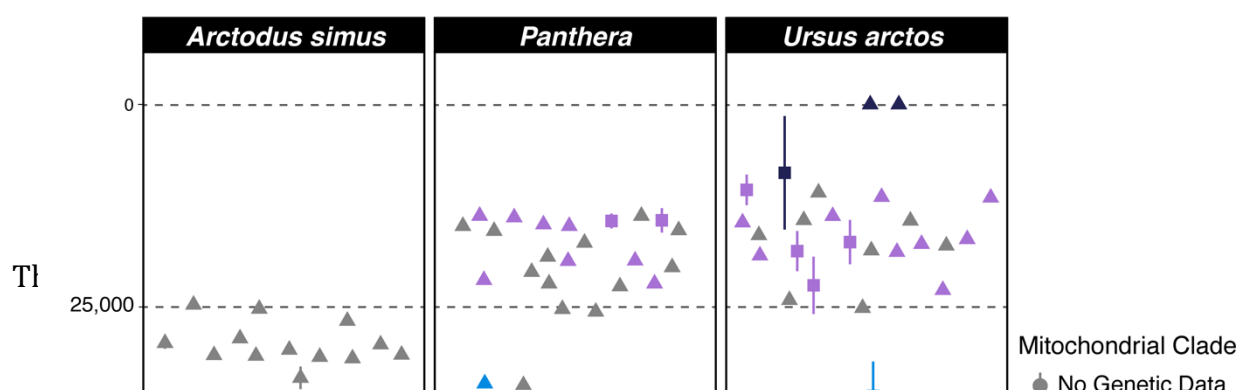 Arctodus simus Panthera Ursus arctos
0
25,000
Mitochondrial Clade
No Genetic Data